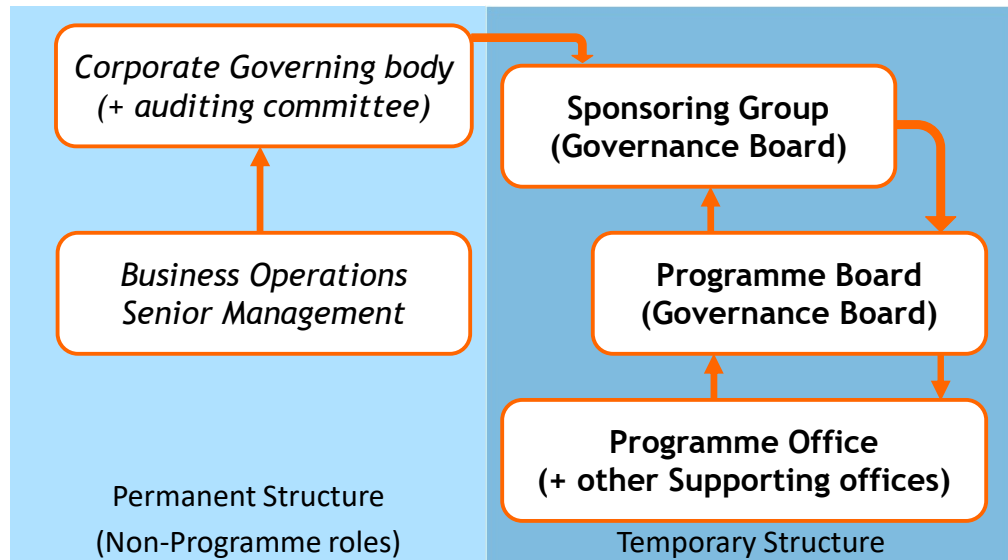 Corporate Governing body
(+ auditing committee)
Sponsoring Group
(Governance Board)
Business Operations
Senior Management
Programme Board
(Governance Board)
Programme Office
(+ other Supporting offices)
Permanent Structure
(Non-Programme roles)
Temporary Structure